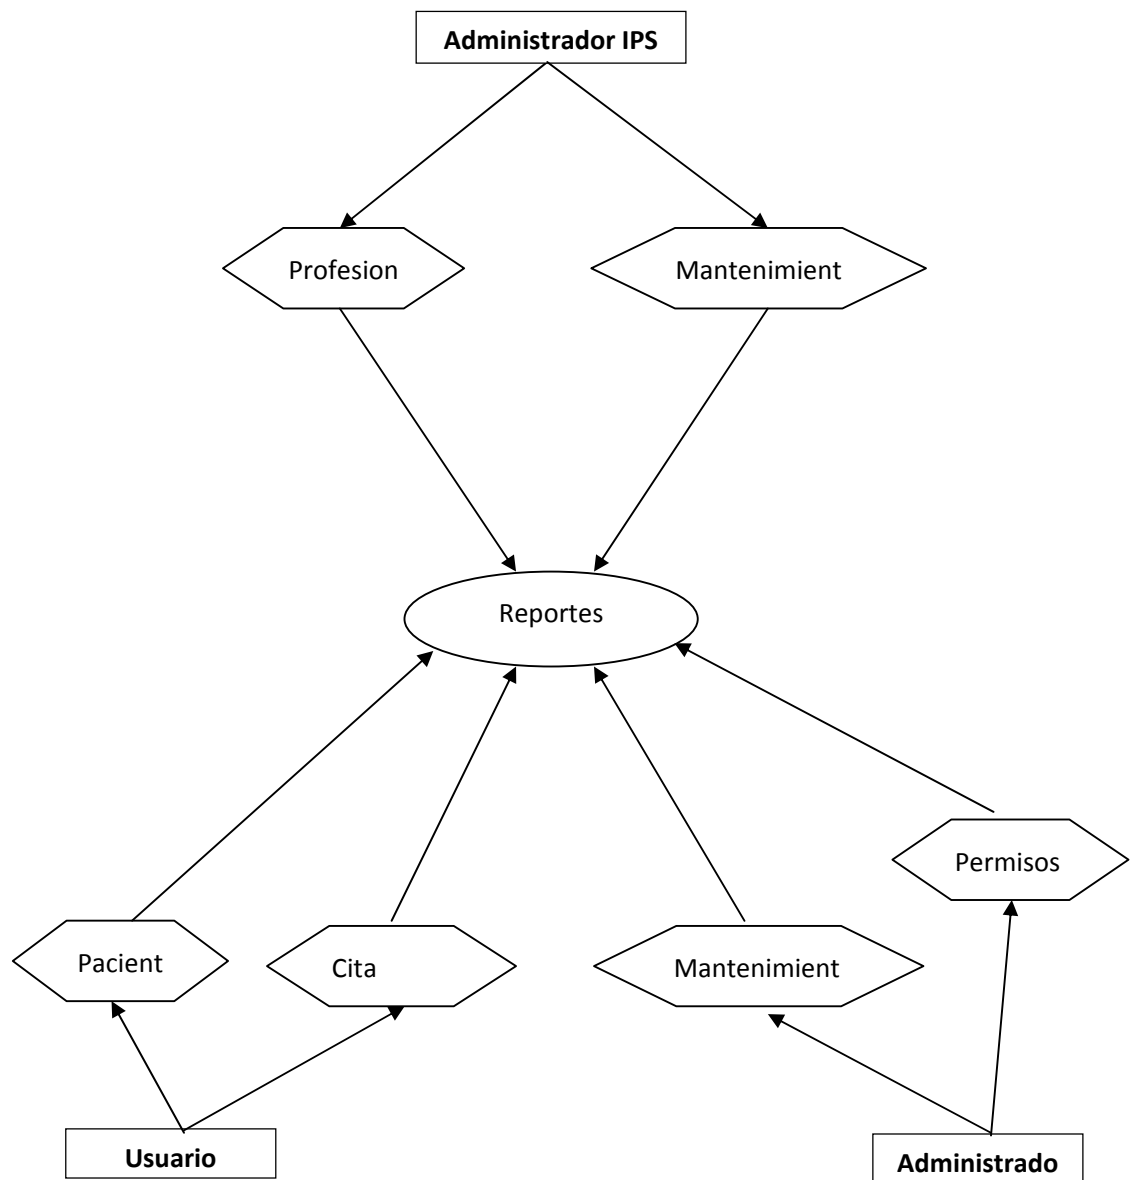 Administrador IPS
Profesion
Mantenimient
Reportes
Permisos
Pacient
Cita
Mantenimient
Usuario
Administrado